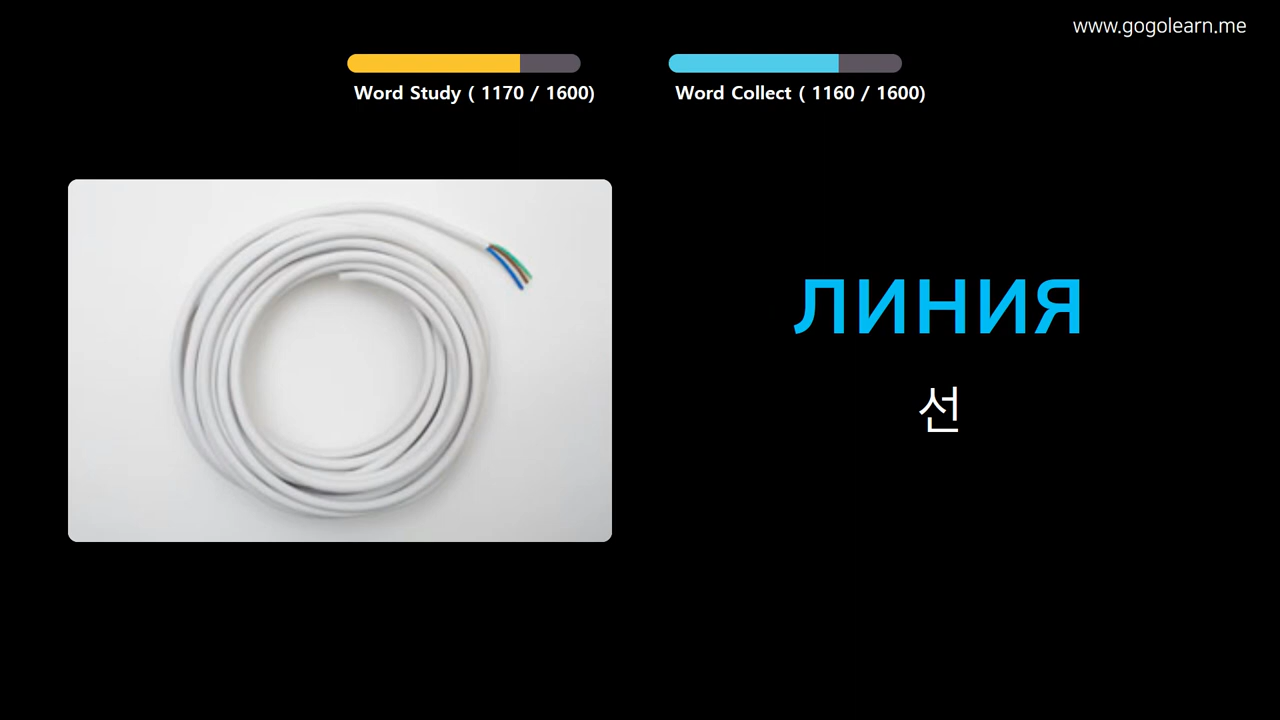 www.gogolearn.me
Word Study ( 1170 / 1600)
Word Collect ( 1160 / 1600)
линия
선